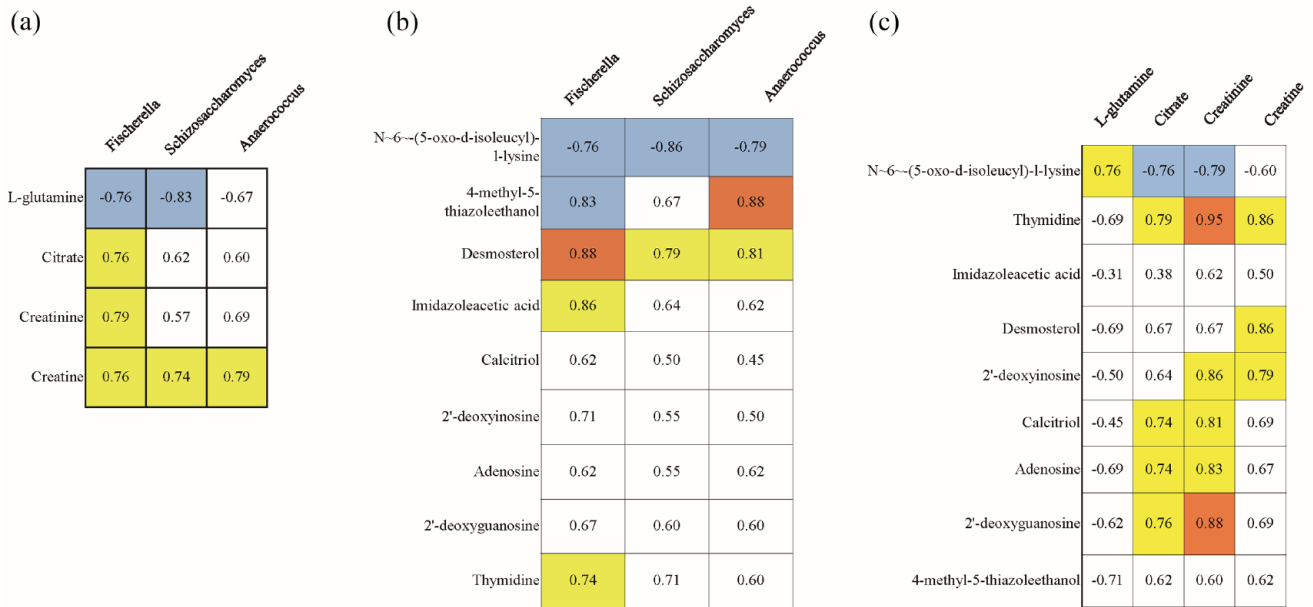 (a)
Fischerella
Schizosaccharomyces
Anaerococcus
L-glutamine -0.76 -0.83 -0.67
Citrate 0.76 0.62 0.60
Creatinine 0.79 0.57 0.69
Creatine 0.76 0.74 0.79
(b)
Fischerella
Schizosaccharomyces
Anaerococcus
N~6~-(5-oxo-d-isoleucyl)-
l-lysine -0.76 -0.86 -0.79
4-methyl-5-
thiazoleethanol 0.83 0.67 0.88
Desmosterol 0.88 0.79 0.81
Imidazoleacetic acid 0.86 0.64 0.62
Calcitriol 0.62 0.50 0.45
2'-deoxyinosine 0.71 0.55 0.50
Adenosine 0.62 0.55 0.62
2'-deoxyguanosine 0.67 0.60 0.60
Thymidine 0.74 0.71 0.60
(c)
L-glutamine
Citrate
Creatinine
Creatine
N~6~-(5-oxo-d-isoleucyl)-l-lysine 0.76 -0.76 -0.79 -0.60
Thymidine -0.69 0.79 0.95 0.86
Imidazoleacetic acid -0.31 0.38 0.62 0.50
Desmosterol -0.69 0.67 0.67 0.86
2'-deoxyinosine -0.50 0.64 0.86 0.79
Calcitriol -0.45 0.74 0.81 0.69
Adenosine -0.69 0.74 0.83 0.67
2'-deoxyguanosine -0.62 0.76 0.88 0.69
4-methyl-5-thiazoleethanol -0.71 0.62 0.60 0.62